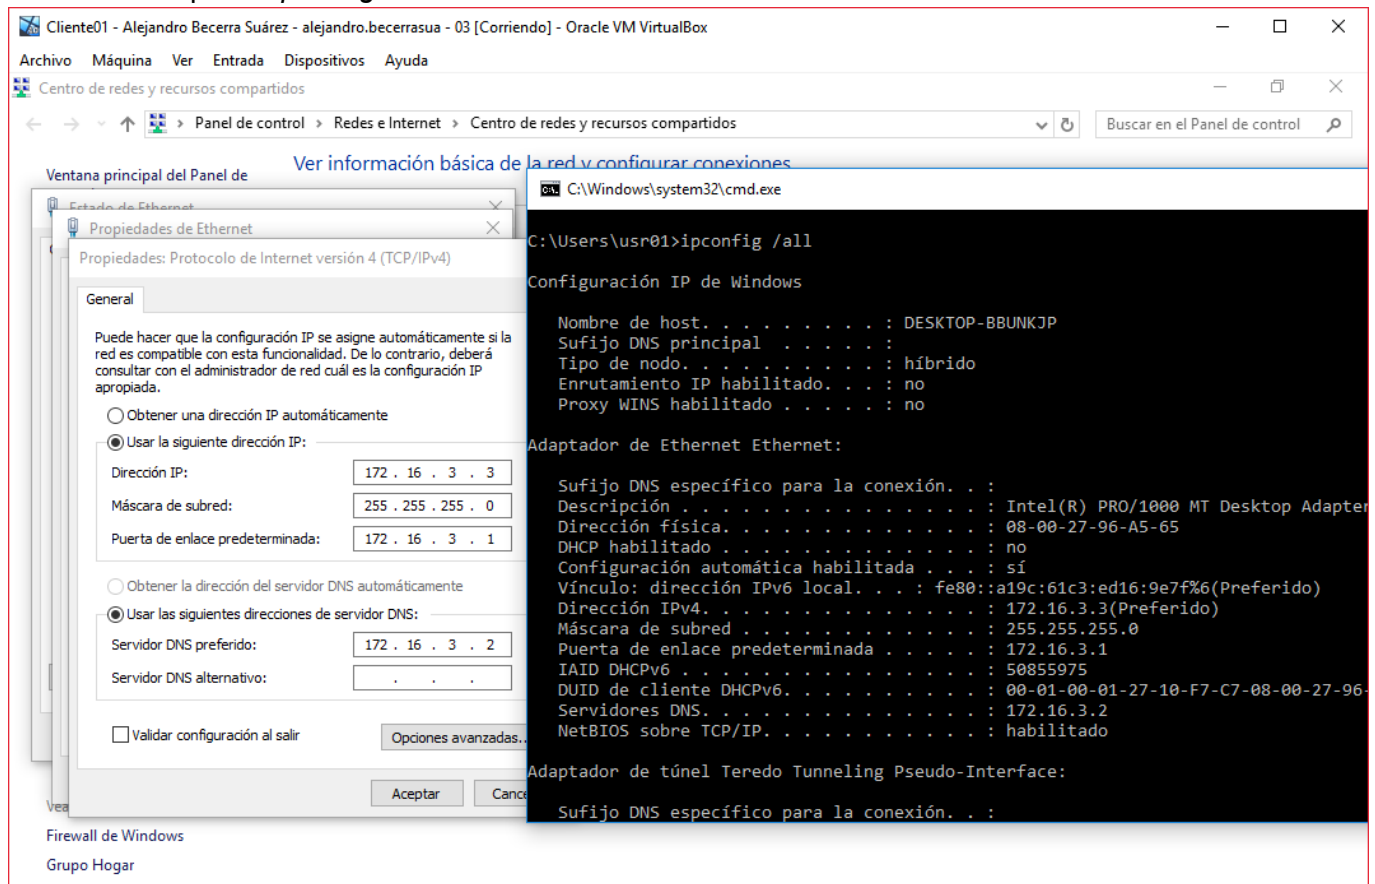 Cliente01 - Alejandro Becerra Suárez - alejandro.becerrasua - 03 [Corriendo] - Oracle VM VirtualBox
Archivo Máquina Ver Entrada Dispositivos Ayuda
Centro de redes y recursos compartidos
Panel de control > Redes e Internet > Centro de redes y recursos compartidos
Buscar en el Panel de control
Ventana principal del Panel de
Ver información básica de la red y configurar conexiones
Estado de Ethernet
Propiedades de Ethernet
Propiedades: Protocolo de Internet versión 4 (TCP/IPv4)
General
Puede hacer que la configuración IP se asigne automáticamente si la
red es compatible con esta funcionalidad. De lo contrario, deberá
consultar con el administrador de red cuál es la configuración IP
apropiada.
Obtener una dirección IP automáticamente
Usar la siguiente dirección IP:
Dirección IP: 172 . 16 . 3 . 3
Máscara de subred: 255 . 255 . 255 . 0
Puerta de enlace predeterminada: 172 . 16 . 3 . 1
Obtener la dirección del servidor DNS automáticamente
Usar las siguientes direcciones de servidor DNS:
Servidor DNS preferido: 172 . 16 . 3 . 2
Servidor DNS alternativo: . . .
Validar configuración al salir
Opciones avanzadas..
Aceptar
Cance
Vea
Firewall de Windows
Grupo Hogar
C:\Windows\system32\cmd.exe
C:\Users\usr01>ipconfig /all
Configuración IP de Windows
Nombre de host. . . . . . . . . : DESKTOP-BBUNKJP
Sufijo DNS principal . . . . . :
Tipo de nodo. . . . . . . . . . : híbrido
Enrutamiento IP habilitado. . . : no
Proxy WINS habilitado . . . . . : no
Adaptador de Ethernet Ethernet:
Sufijo DNS específico para la conexión. . :
Descripción . . . . . . . . . . . . . . . : Intel(R) PRO/1000 MT Desktop Adapter
Dirección física. . . . . . . . . . . . . : 08-00-27-96-A5-65
DHCP habilitado . . . . . . . . . . . . . : no
Configuración automática habilitada . . . : sí
Vínculo: dirección IPv6 local. . . : fe80::a19c:61c3:ed16:9e7f%6(Preferido)
Dirección IPv4. . . . . . . . . . . . . . : 172.16.3.3(Preferido)
Máscara de subred . . . . . . . . . . . . : 255.255.255.0
Puerta de enlace predeterminada . . . . . : 172.16.3.1
IAID DHCPv6 . . . . . . . . . . . . . . . : 50855975
DUID de cliente DHCPv6. . . . . . . . . . : 00-01-00-01-27-10-F7-C7-08-00-27-96-
Servidores DNS. . . . . . . . . . . . . . : 172.16.3.2
NetBIOS sobre TCP/IP. . . . . . . . . . . : habilitado
Adaptador de túnel Teredo Tunneling Pseudo-Interface:
Sufijo DNS específico para la conexión. . :